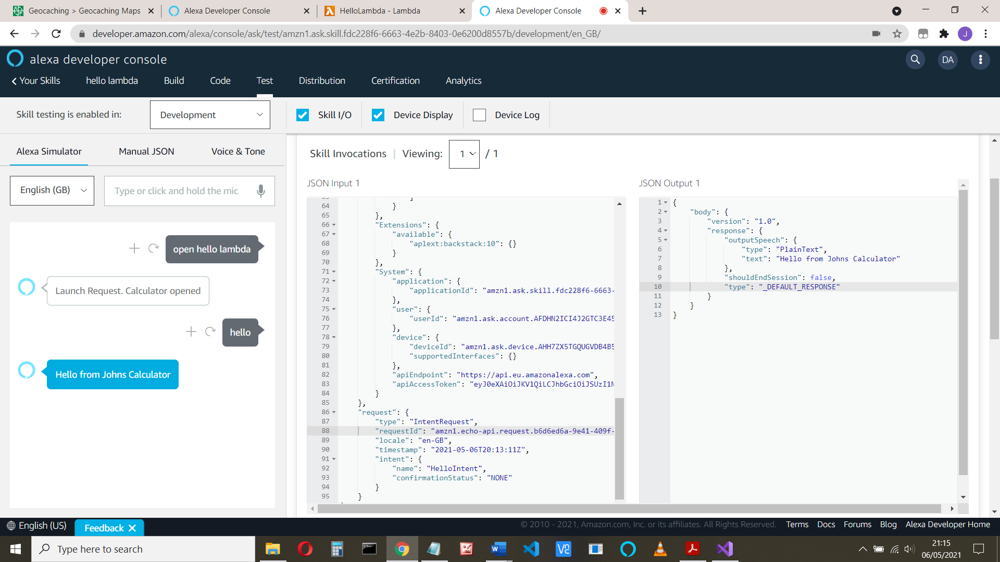 Geocaching > Geocaching Maps
Alexa Developer Console
HelloLambda - Lambda
Alexa Developer Console
developer.amazon.com/alexa/console/ask/test/amzn1.ask.skill.fdc228f6-6663-4e2b-8403-0e6200d8557b/development/en_GB/
J
alexa developer console
DA
Your Skills
hello lambda
Build
Code
Test
Distribution
Certification
Analytics
Skill testing is enabled in:
Development
Skill I/O
Device Display
Device Log
Alexa Simulator
Manual JSON
Voice & Tone
English (GB)
Type or click and hold the mic
open hello lambda
Launch Request. Calculator opened
hello
Hello from Johns Calculator
Skill Invocations | Viewing: 1 / 1
JSON Input 1
64 }
65 },
66 "Extensions": {
67 "available": {
68 "aplext:backstack:10": {}
69 }
70 },
71 "System": {
72 "application": {
73 "applicationId": "amzn1.ask.skill.fdc228f6-6663-
74 },
75 "user": {
76 "userId": "amzn1.ask.account.AFDHN2ICI4J2GTC3E45
77 },
78 "device": {
79 "deviceId": "amzn1.ask.device.AHH7ZX5TGQUGVDB4B5
80 "supportedInterfaces": {}
81 },
82 "apiEndpoint": "https://api.eu.amazonalexa.com",
83 "apiAccessToken": "eyJ0eXAiOiJKV1QiLCJhbGciOiJSUzI1N
84 }
85 },
86 "request": {
87 "type": "IntentRequest",
88 "requestId": "amzn1.echo-api.request.b6d6ed6a-9e41-409f-
89 "locale": "en-GB",
90 "timestamp": "2021-05-06T20:13:11Z",
91 "intent": {
92 "name": "HelloIntent",
93 "confirmationStatus": "NONE"
94 }
95 }
JSON Output 1
1 {
2 "body": {
3 "version": "1.0",
4 "response": {
5 "outputSpeech": {
6 "type": "PlainText",
7 "text": "Hello from Johns Calculator"
8 },
9 "shouldEndSession": false,
10 "type": "_DEFAULT_RESPONSE"
11 }
12 }
13 }
English (US)
Feedback
© 2010 - 2021, Amazon.com, Inc. or its affiliates. All Rights Reserved.
Terms
Docs
Forums
Blog
Alexa Developer Home
Type here to search
21:15
06/05/2021